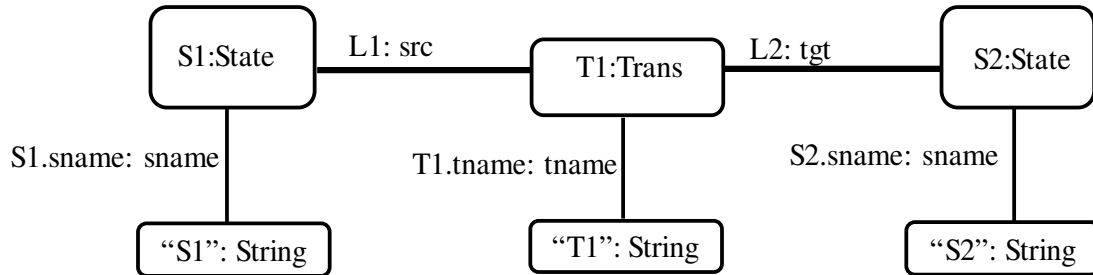 S1:State
L1: src
T1:Trans
L2: tgt
S2:State
S1.sname: sname
T1.tname: tname
S2.sname: sname
“S1”: String
“T1”: String
“S2”: String